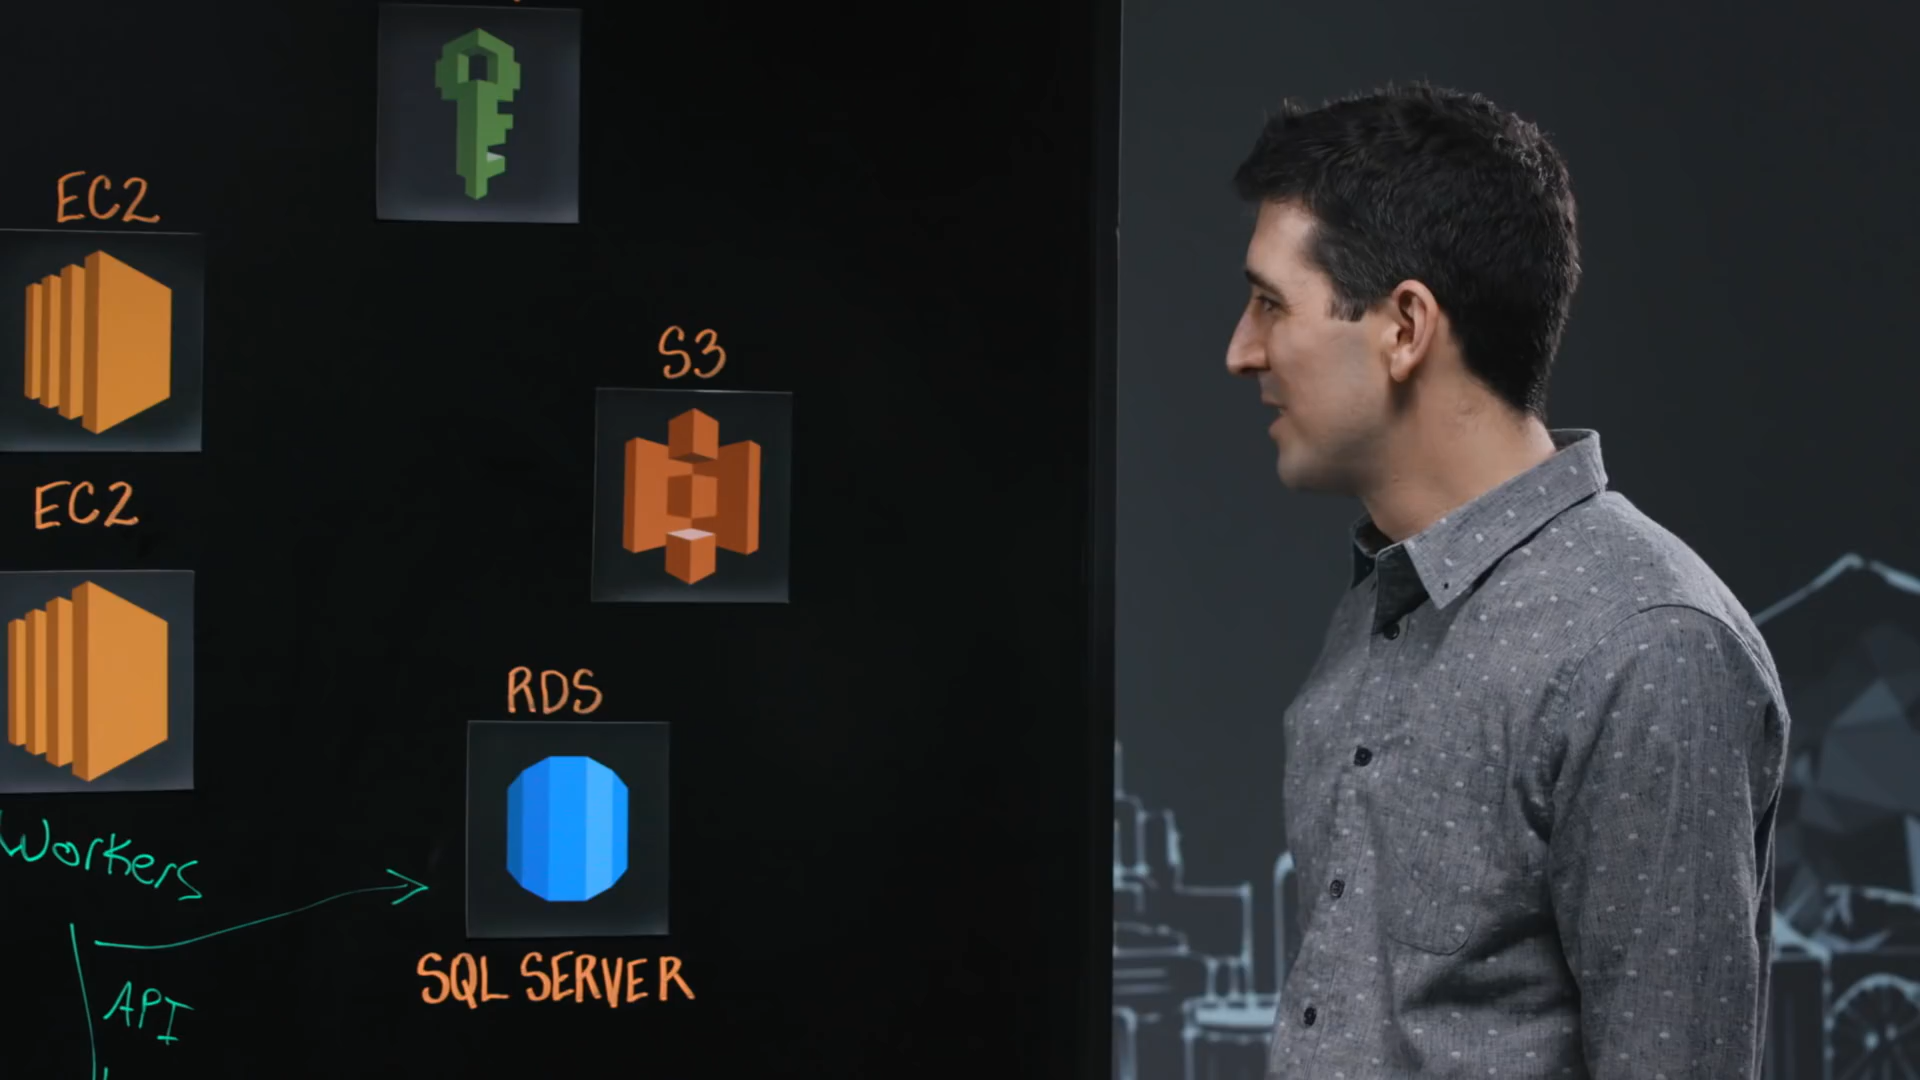 EC2
S3
EC2
RDS
Workers
API
SQL SERVER